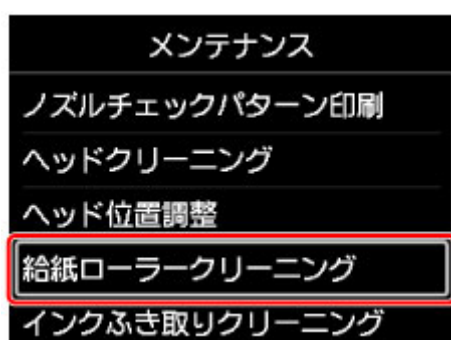 メンテナンス
ノズルチェックパターン印刷
ヘッドクリーニング
ヘッド位置調整
給紙ローラークリーニング
インクふき取りクリーニング